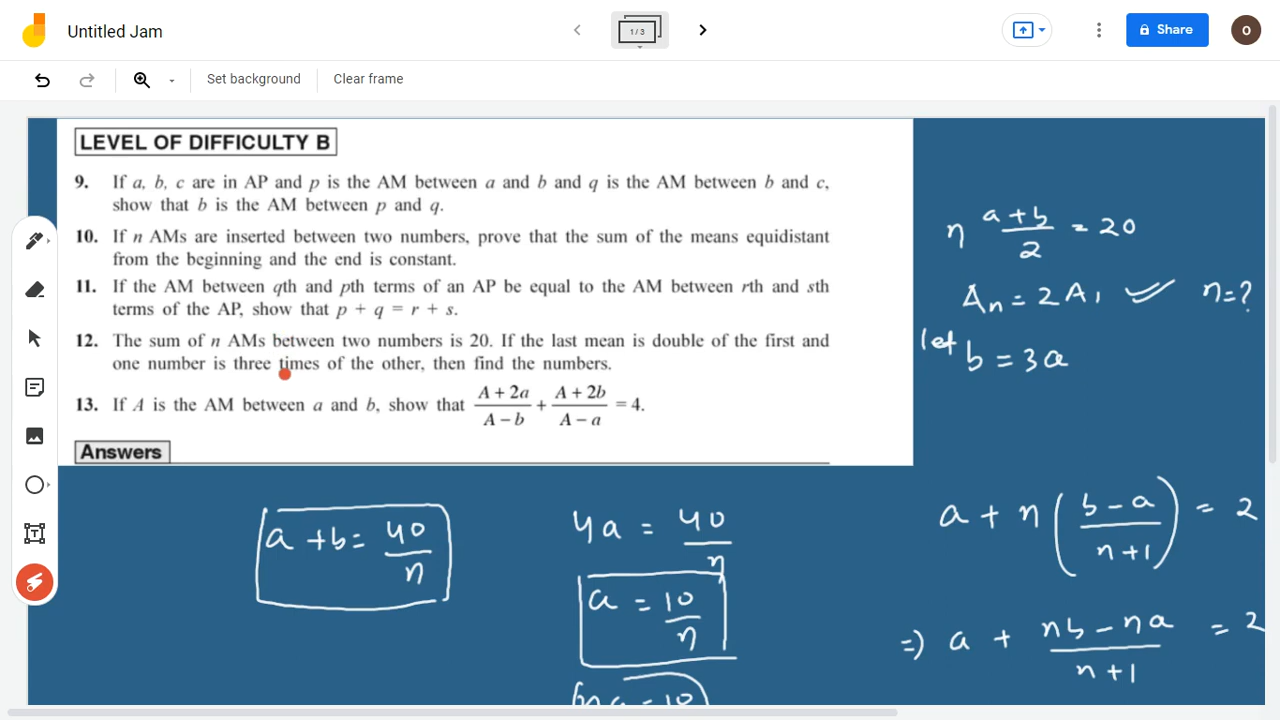 Untitled Jam
1 / 3
Share
O
Set background
Clear frame
LEVEL OF DIFFICULTY B
9. If a, b, c are in AP and p is the AM between a and b and q is the AM between b and c,
show that b is the AM between p and q.
10. If n AMs are inserted between two numbers, prove that the sum of the means equidistant
from the beginning and the end is constant.
11. If the AM between qth and pth terms of an AP be equal to the AM between rth and sth
terms of the AP, show that p + q = r + s.
12. The sum of n AMs between two numbers is 20. If the last mean is double of the first and
one number is three times of the other, then find the numbers.
13. If A is the AM between a and b, show that (A + 2a)/(A – b) + (A + 2b)/(A – a) = 4.
Answers
n (a+b)/2 = 20
An = 2A1 n=?
let b = 3a
a + b = 40/n
4a = 40/n
a = 10/n
na = 10
a + n((b-a)/(n+1)) = 2
=) a + (nb-na)/(n+1) = 2